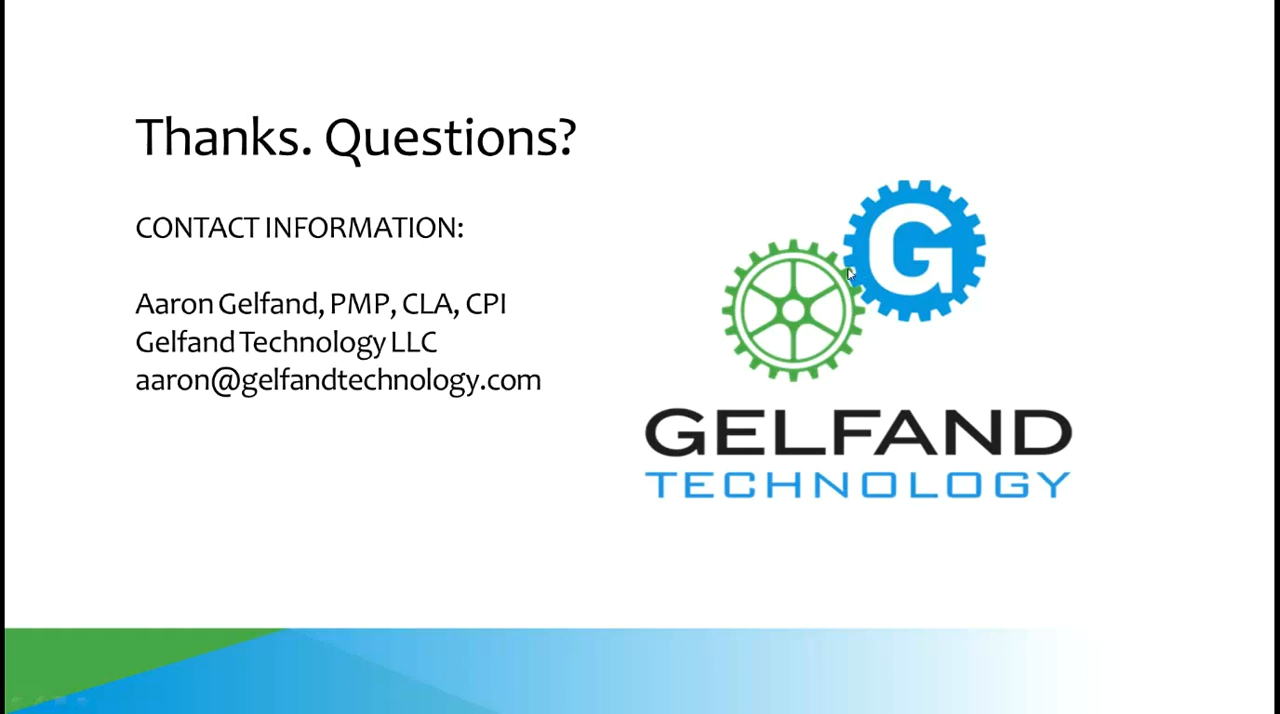 Thanks. Questions?
CONTACT INFORMATION:
Aaron Gelfand, PMP, CLA, CPI
Gelfand Technology LLC
aaron@gelfandtechnology.com
G
GELFAND
TECHNOLOGY